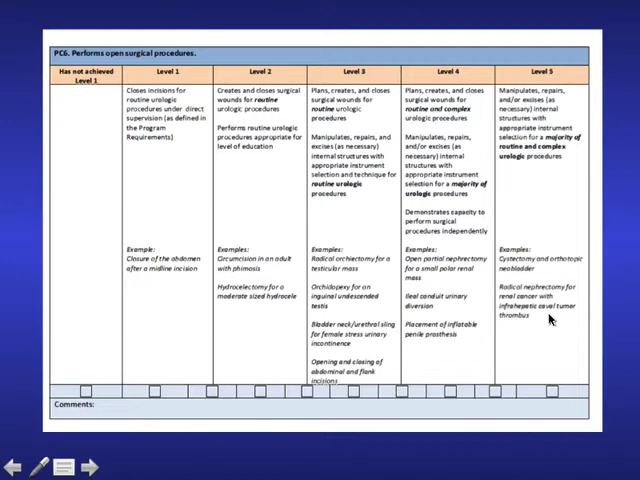 PC6. Performs open surgical procedures.
Has not achieved
Level 1
Level 1
Level 2
Level 3
Level 4
Level 5
Closes incisions for
routine urologic
procedures under direct
supervision (as defined in
the Program
Requirements)
Example:
Closure of the abdomen
after a midline incision
Creates and closes surgical
wounds for routine
urologic procedures
Performs routine urologic
procedures appropriate for
level of education
Examples:
Circumcision in an adult
with phimosis
Hydrocelectomy for a
moderate sized hydrocele
Plans, creates, and closes
surgical wounds for
routine urologic
procedures
Manipulates, repairs, and
excises (as necessary)
internal structures with
appropriate instrument
selection and technique for
routine urologic
procedures
Examples:
Radical orchiectomy for a
testicular mass
Orchidopexy for an
inguinal undescended
testis
Bladder neck/urethral sling
for female stress urinary
incontinence
Opening and closing of
abdominal and flank
incisions
Plans, creates, and closes
surgical wounds for
routine and complex
urologic procedures
Manipulates, repairs,
and/or excises (as
necessary) internal
structures with
appropriate instrument
selection for a majority of
urologic procedures
Demonstrates capacity to
perform surgical
procedures independently
Examples:
Open partial nephrectomy
for a small polar renal
mass
Ileal conduit urinary
diversion
Placement of inflatable
penile prosthesis
Manipulates, repairs,
and/or excises (as
necessary) internal
structures with
appropriate instrument
selection for a majority of
routine and complex
urologic procedures
Examples:
Cystectomy and orthotopic
neobladder
Radical nephrectomy for
renal cancer with
infrahepatic caval tumor
thrombus
Comments: